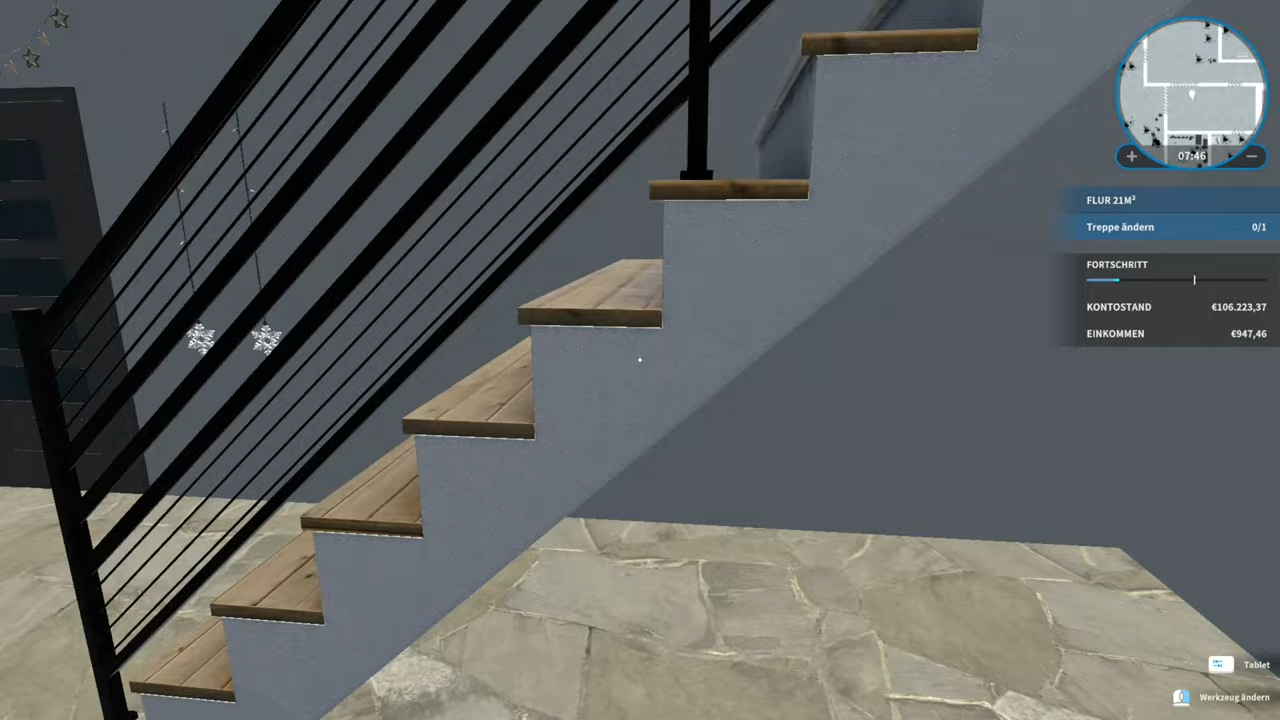 07:46
FLUR 21M²
Treppe ändern 0/1
FORTSCHRITT
KONTOSTAND €106.223,37
EINKOMMEN €947,46
Tablet
Werkzeug ändern